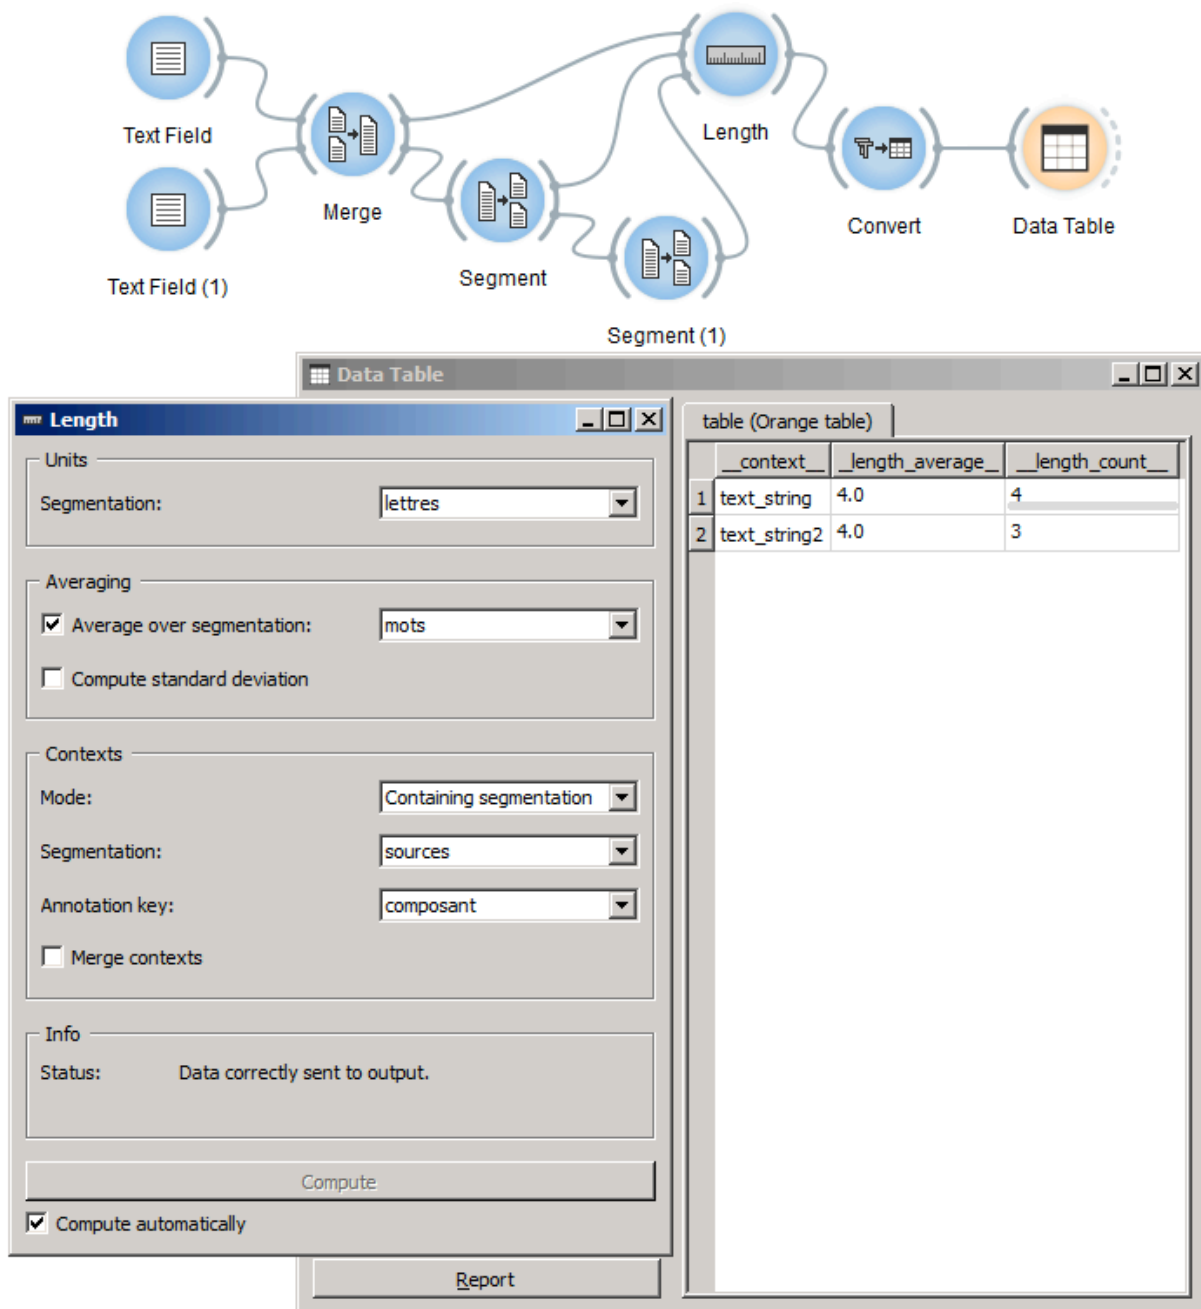 Text Field
Length
Merge
Convert
Data Table
Segment
Text Field (1)
Segment (1)
Data Table
Length
Units
Segmentation: lettres
Averaging
Average over segmentation: mots
Compute standard deviation
Contexts
Mode: Containing segmentation
Segmentation: sources
Annotation key: composant
Merge contexts
Info
Status: Data correctly sent to output.
Compute
Compute automatically
Report
table (Orange table)
__context__ __length_average__ __length_count__
1 text_string 4.0 4
2 text_string2 4.0 3